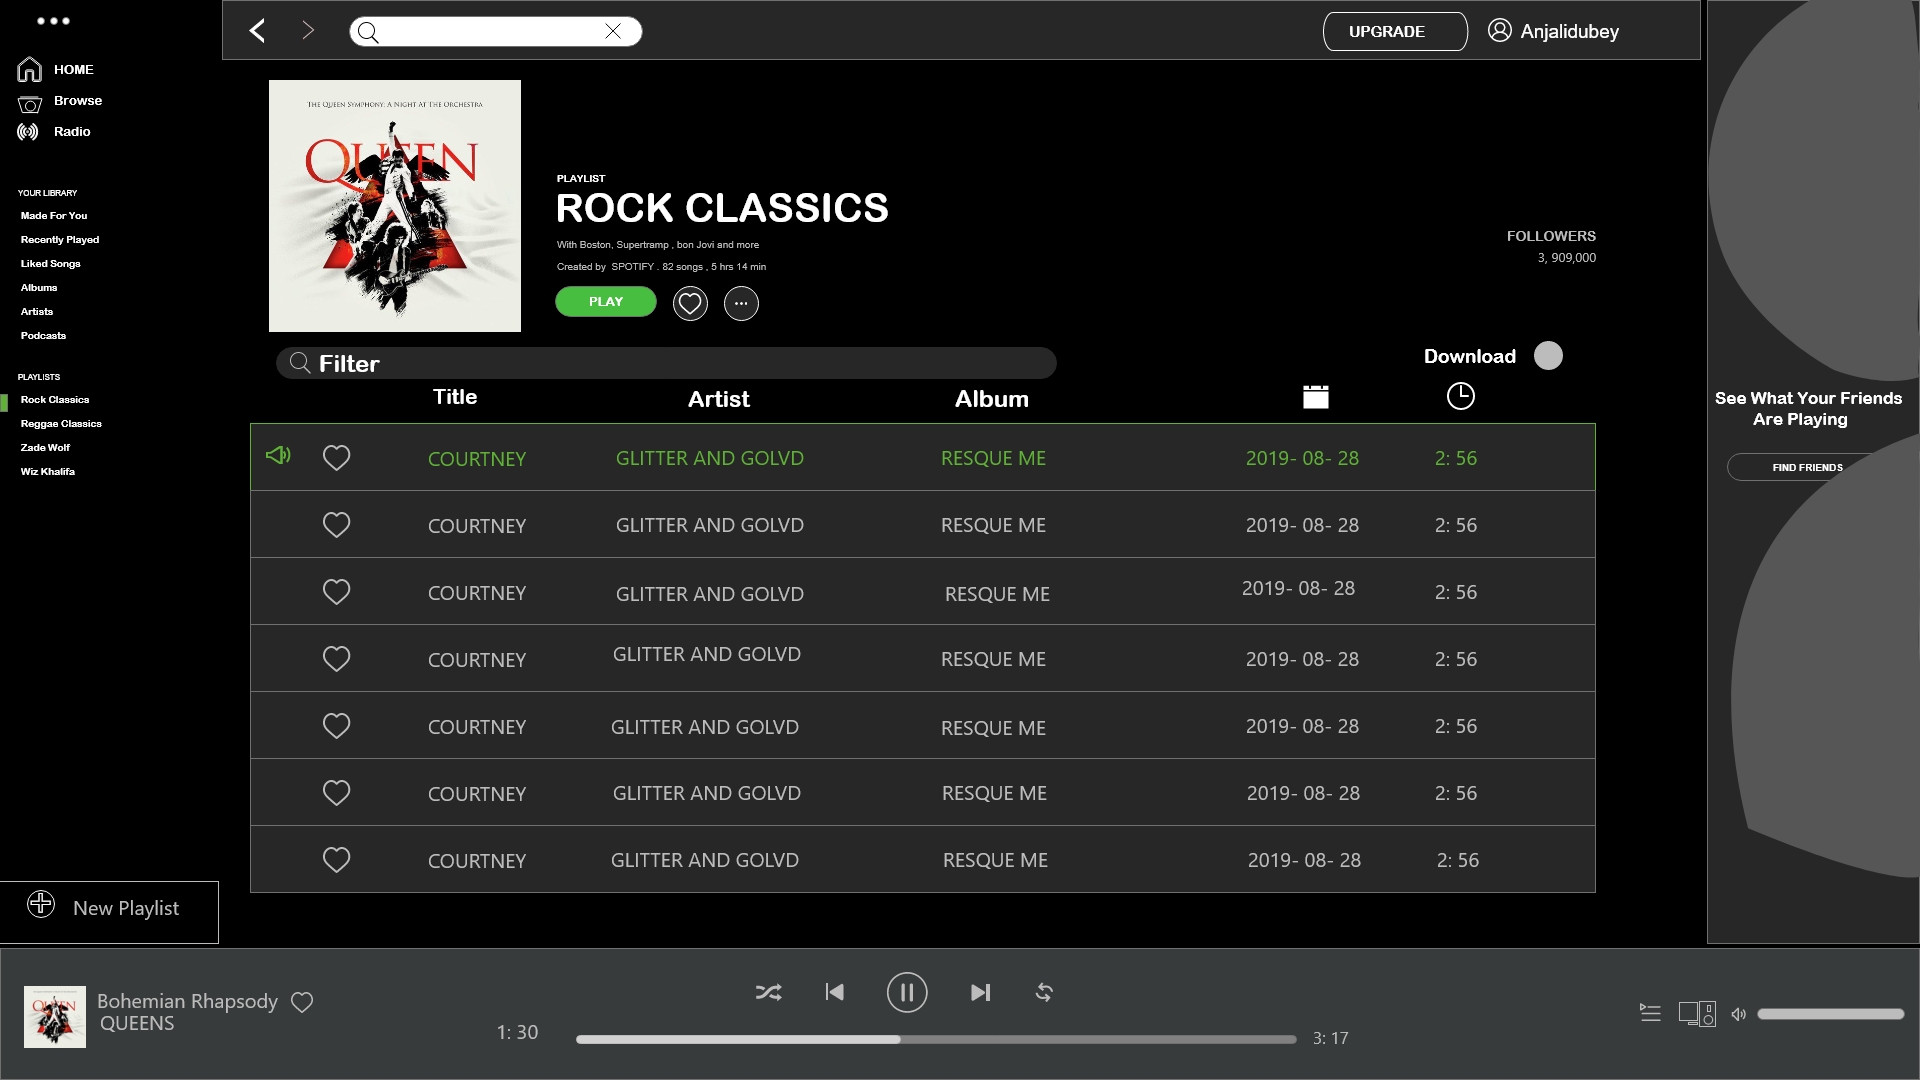 HOME
Browse
Radio
YOUR LIBRARY
Made For You
Recently Played
Liked Songs
Albums
Artists
Podcasts
PLAYLISTS
Rock Classics
Reggae Classics
Zade Wolf
Wiz Khalifa
New Playlist
UPGRADE
Anjalidubey
THE QUEEN SYMPHONY: A NIGHT AT THE ORCHESTRA
QUEEN
PLAYLIST
ROCK CLASSICS
With Boston, Supertramp , bon Jovi and more
Created by SPOTIFY . 82 songs , 5 hrs 14 min
PLAY
FOLLOWERS
3, 909,000
Filter
Download
Title Artist Album
COURTNEY GLITTER AND GOLVD RESQUE ME 2019- 08- 28 2: 56
COURTNEY GLITTER AND GOLVD RESQUE ME 2019- 08- 28 2: 56
COURTNEY GLITTER AND GOLVD RESQUE ME 2019- 08- 28 2: 56
COURTNEY GLITTER AND GOLVD RESQUE ME 2019- 08- 28 2: 56
COURTNEY GLITTER AND GOLVD RESQUE ME 2019- 08- 28 2: 56
COURTNEY GLITTER AND GOLVD RESQUE ME 2019- 08- 28 2: 56
COURTNEY GLITTER AND GOLVD RESQUE ME 2019- 08- 28 2: 56
See What Your Friends
Are Playing
FIND FRIENDS
QUEEN
Bohemian Rhapsody
QUEENS
1: 30
3: 17